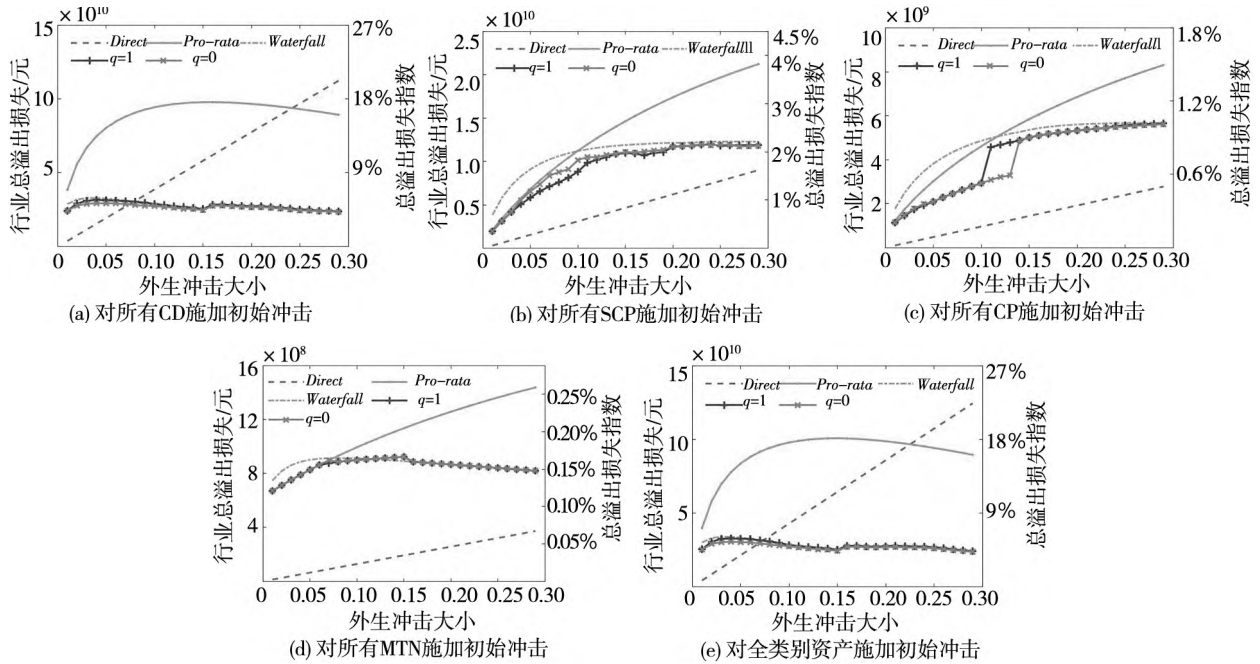 ×10¹⁰
15
10
5
27%
18%
9%
Direct
Pro-rata
Waterfall
q=1
q=0
行业总溢出损失/元
总溢出损失指数
0
0.05
0.10
0.15
0.20
0.25
0.30
外生冲击大小
(a) 对所有CD施加初始冲击
×10¹⁰
2.5
2.0
1.5
1.0
0.5
4.5%
4%
3%
2%
1%
Direct
Pro-rata
Waterfalll
q=1
q=0
行业总溢出损失/元
总溢出损失指数
0
0.05
0.10
0.15
0.20
0.25
0.30
外生冲击大小
(b) 对所有SCP施加初始冲击
×10⁹
10
8
6
4
2
1.8%
1.2%
0.6%
Direct
Pro-rata
Waterfalll
q=1
q=0
行业总溢出损失/元
总溢出损失指数
0
0.05
0.10
0.15
0.20
0.25
0.30
外生冲击大小
(c) 对所有CP施加初始冲击
×10⁸
16
12
8
4
0.25%
0.20%
0.15%
0.10%
0.05%
Direct
Pro-rata
Waterfall
q=1
q=0
行业总溢出损失/元
总溢出损失指数
0
0.05
0.10
0.15
0.20
0.25
0.30
外生冲击大小
(d) 对所有MTN施加初始冲击
×10¹⁰
15
10
5
27%
18%
9%
Direct
Pro-rata
Waterfall
q=1
q=0
行业总溢出损失/元
总溢出损失指数
0
0.05
0.10
0.15
0.20
0.25
0.30
外生冲击大小
(e) 对全类别资产施加初始冲击